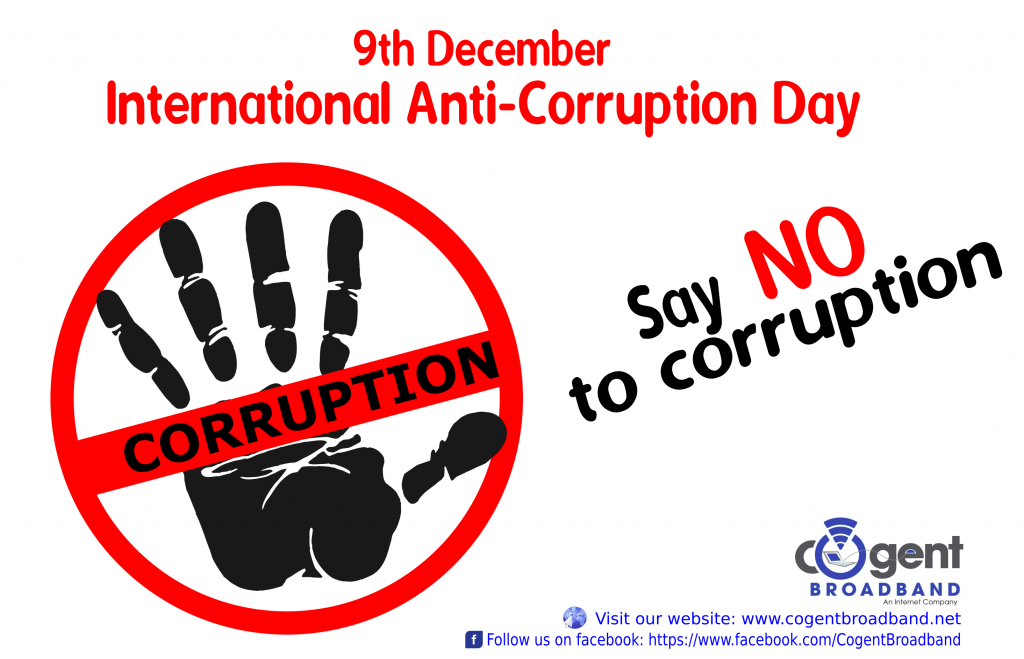 9th December
International Anti-Corruption Day
CORRUPTION
Say NO
to corruption
cogent
BROADBAND
An Internet Company
Visit our website: www.cogentbroadband.net
f Follow us on facebook: https://www.facebook.com/CogentBroadband